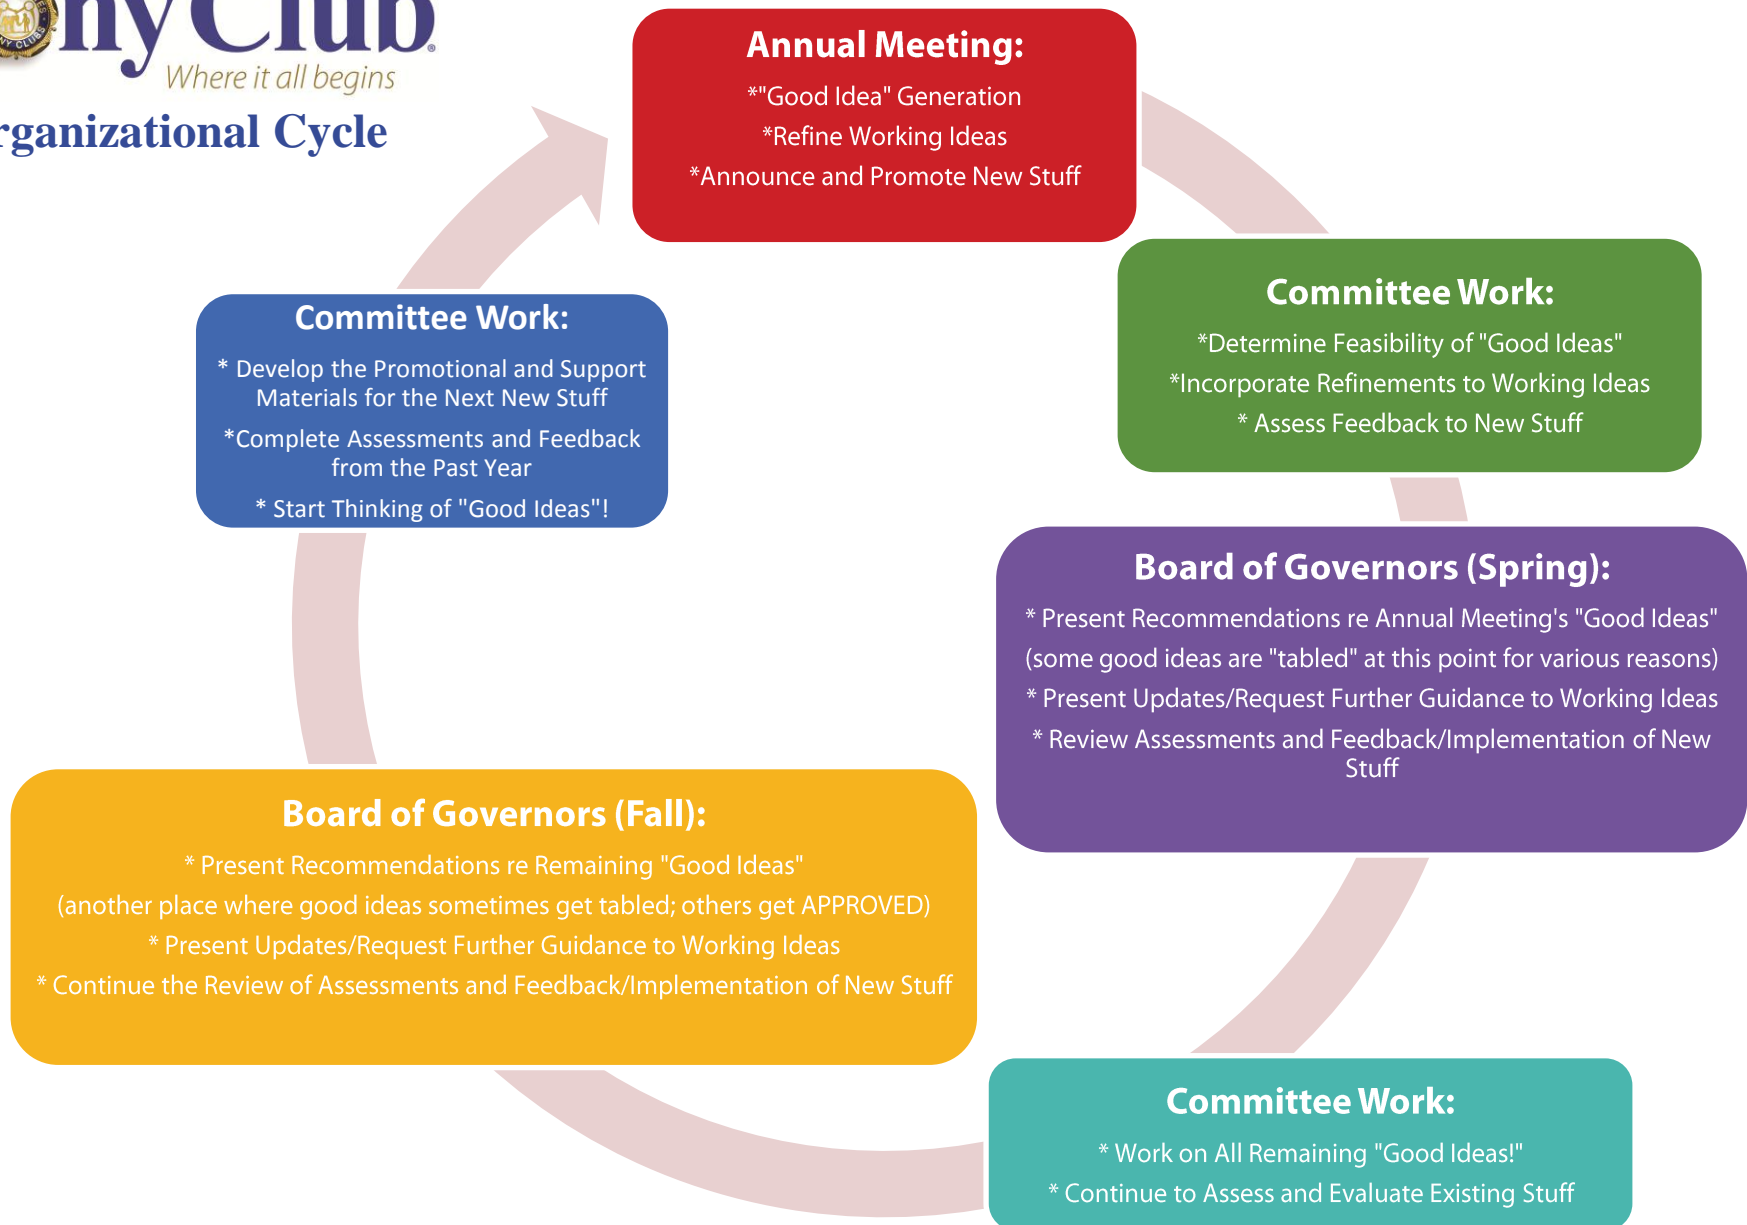 nyClub®
Where it all begins
rganizational Cycle
Annual Meeting:
*"Good Idea" Generation
*Refine Working Ideas
*Announce and Promote New Stuff
Committee Work:
*Determine Feasibility of "Good Ideas"
*Incorporate Refinements to Working Ideas
* Assess Feedback to New Stuff
Board of Governors (Spring):
* Present Recommendations re Annual Meeting's "Good Ideas"
(some good ideas are "tabled" at this point for various reasons)
* Present Updates/Request Further Guidance to Working Ideas
* Review Assessments and Feedback/Implementation of New
Stuff
Committee Work:
* Work on All Remaining "Good Ideas!"
* Continue to Assess and Evaluate Existing Stuff
Board of Governors (Fall):
* Present Recommendations re Remaining "Good Ideas"
(another place where good ideas sometimes get tabled; others get APPROVED)
* Present Updates/Request Further Guidance to Working Ideas
* Continue the Review of Assessments and Feedback/Implementation of New Stuff
Committee Work:
* Develop the Promotional and Support
Materials for the Next New Stuff
*Complete Assessments and Feedback
from the Past Year
* Start Thinking of "Good Ideas"!